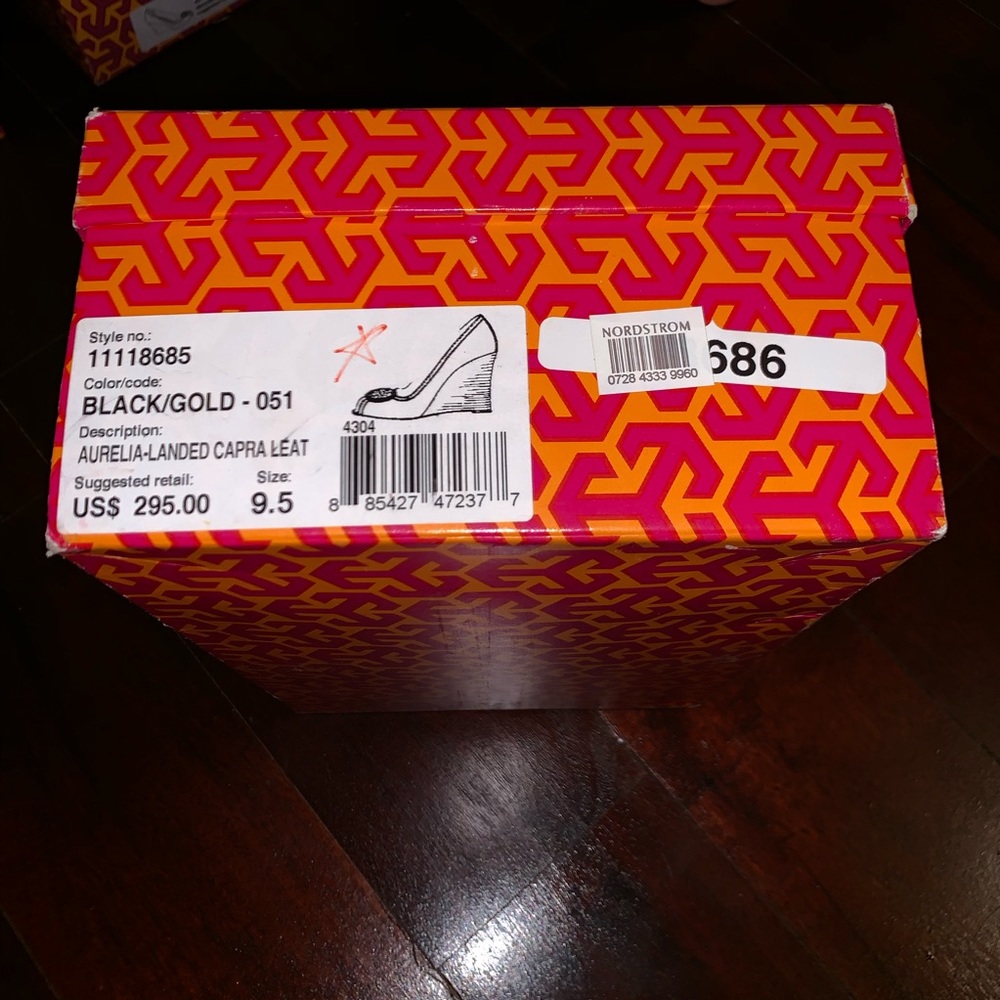 Style no.:
11118685
Color/code:
BLACK/GOLD - 051
Description:
AURELIA-LANDED CAPRA LEAT
Suggested retail:
Size:
US$ 295.00
9.5
4304
8 85427 47237 7
NORDSTROM
0728 4333 9960
686